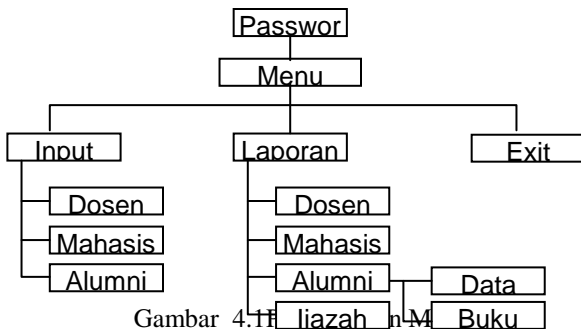 Passwor
Menu
Input
Laporan
Exit
Dosen
Dosen
Mahasis
Mahasis
Alumni
Alumni
Data
Gambar 4.1
Ijazah
Buku